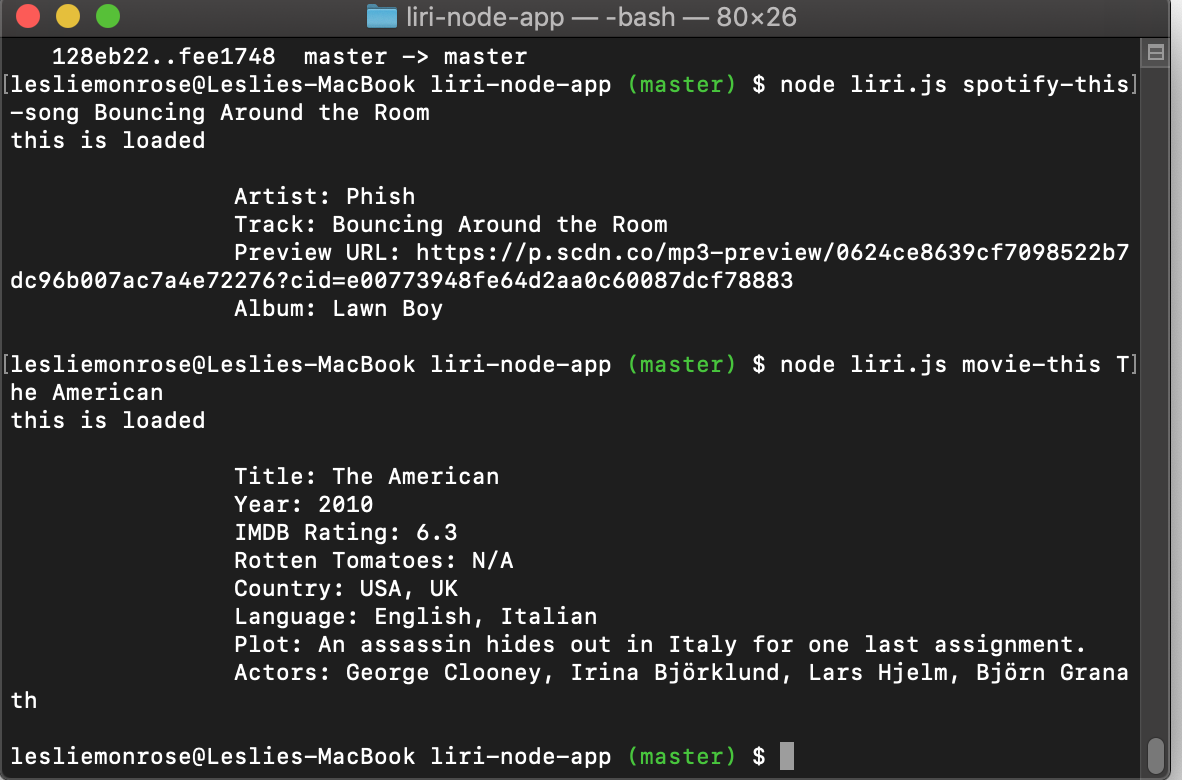 liri-node-app — -bash — 80×26
128eb22..fee1748  master -> master
[lesliemonrose@Leslies-MacBook liri-node-app (master) $ node liri.js spotify-this]
-song Bouncing Around the Room
this is loaded
Artist: Phish
Track: Bouncing Around the Room
Preview URL: https://p.scdn.co/mp3-preview/0624ce8639cf7098522b7
dc96b007ac7a4e72276?cid=e00773948fe64d2aa0c60087dcf78883
Album: Lawn Boy
[lesliemonrose@Leslies-MacBook liri-node-app (master) $ node liri.js movie-this T]
he American
this is loaded
Title: The American
Year: 2010
IMDB Rating: 6.3
Rotten Tomatoes: N/A
Country: USA, UK
Language: English, Italian
Plot: An assassin hides out in Italy for one last assignment.
Actors: George Clooney, Irina Björklund, Lars Hjelm, Björn Grana
th
lesliemonrose@Leslies-MacBook liri-node-app (master) $